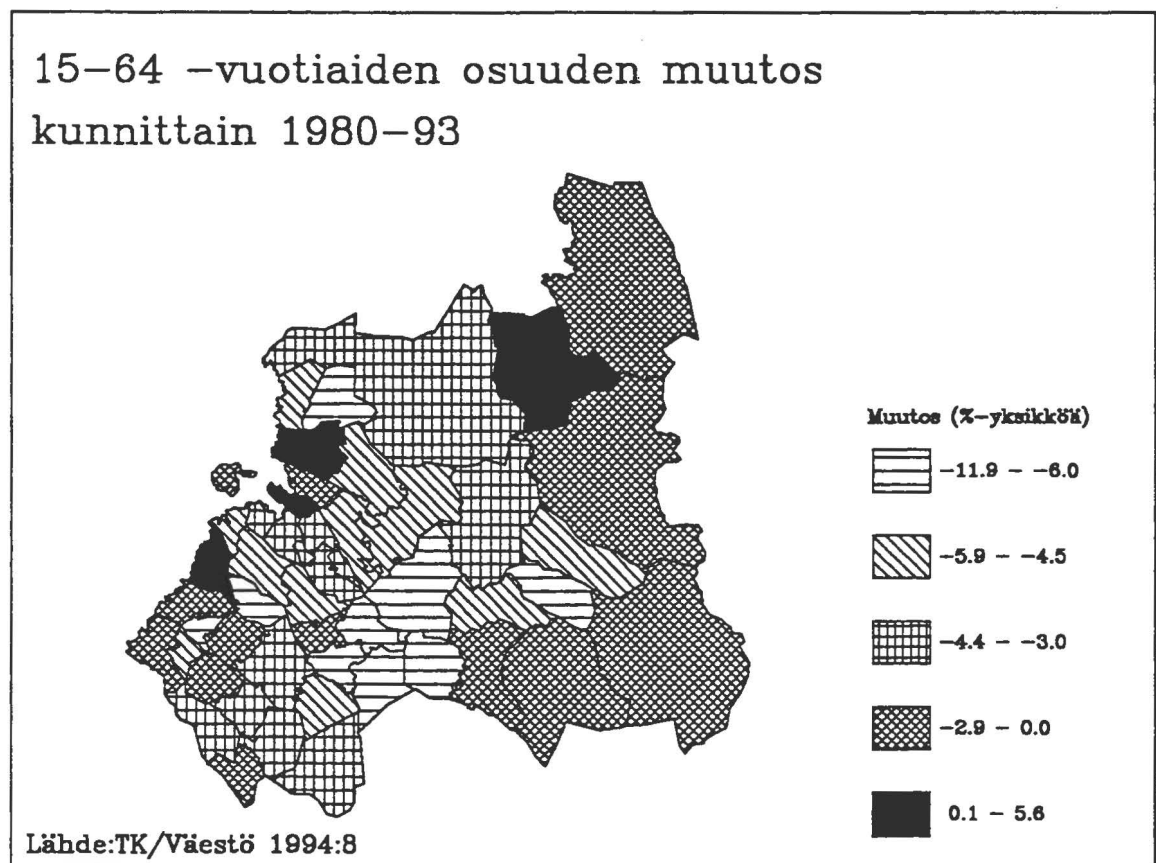 15-64 -vuotiaiden osuuden muutos
kunnittain 1980-93
Muutos (%-yksikköä)
-11.9 - -6.0
-5.9 - -4.5
-4.4 - -3.0
-2.9 - 0.0
0.1 - 5.6
Lähde:TK/Väestö 1994:8